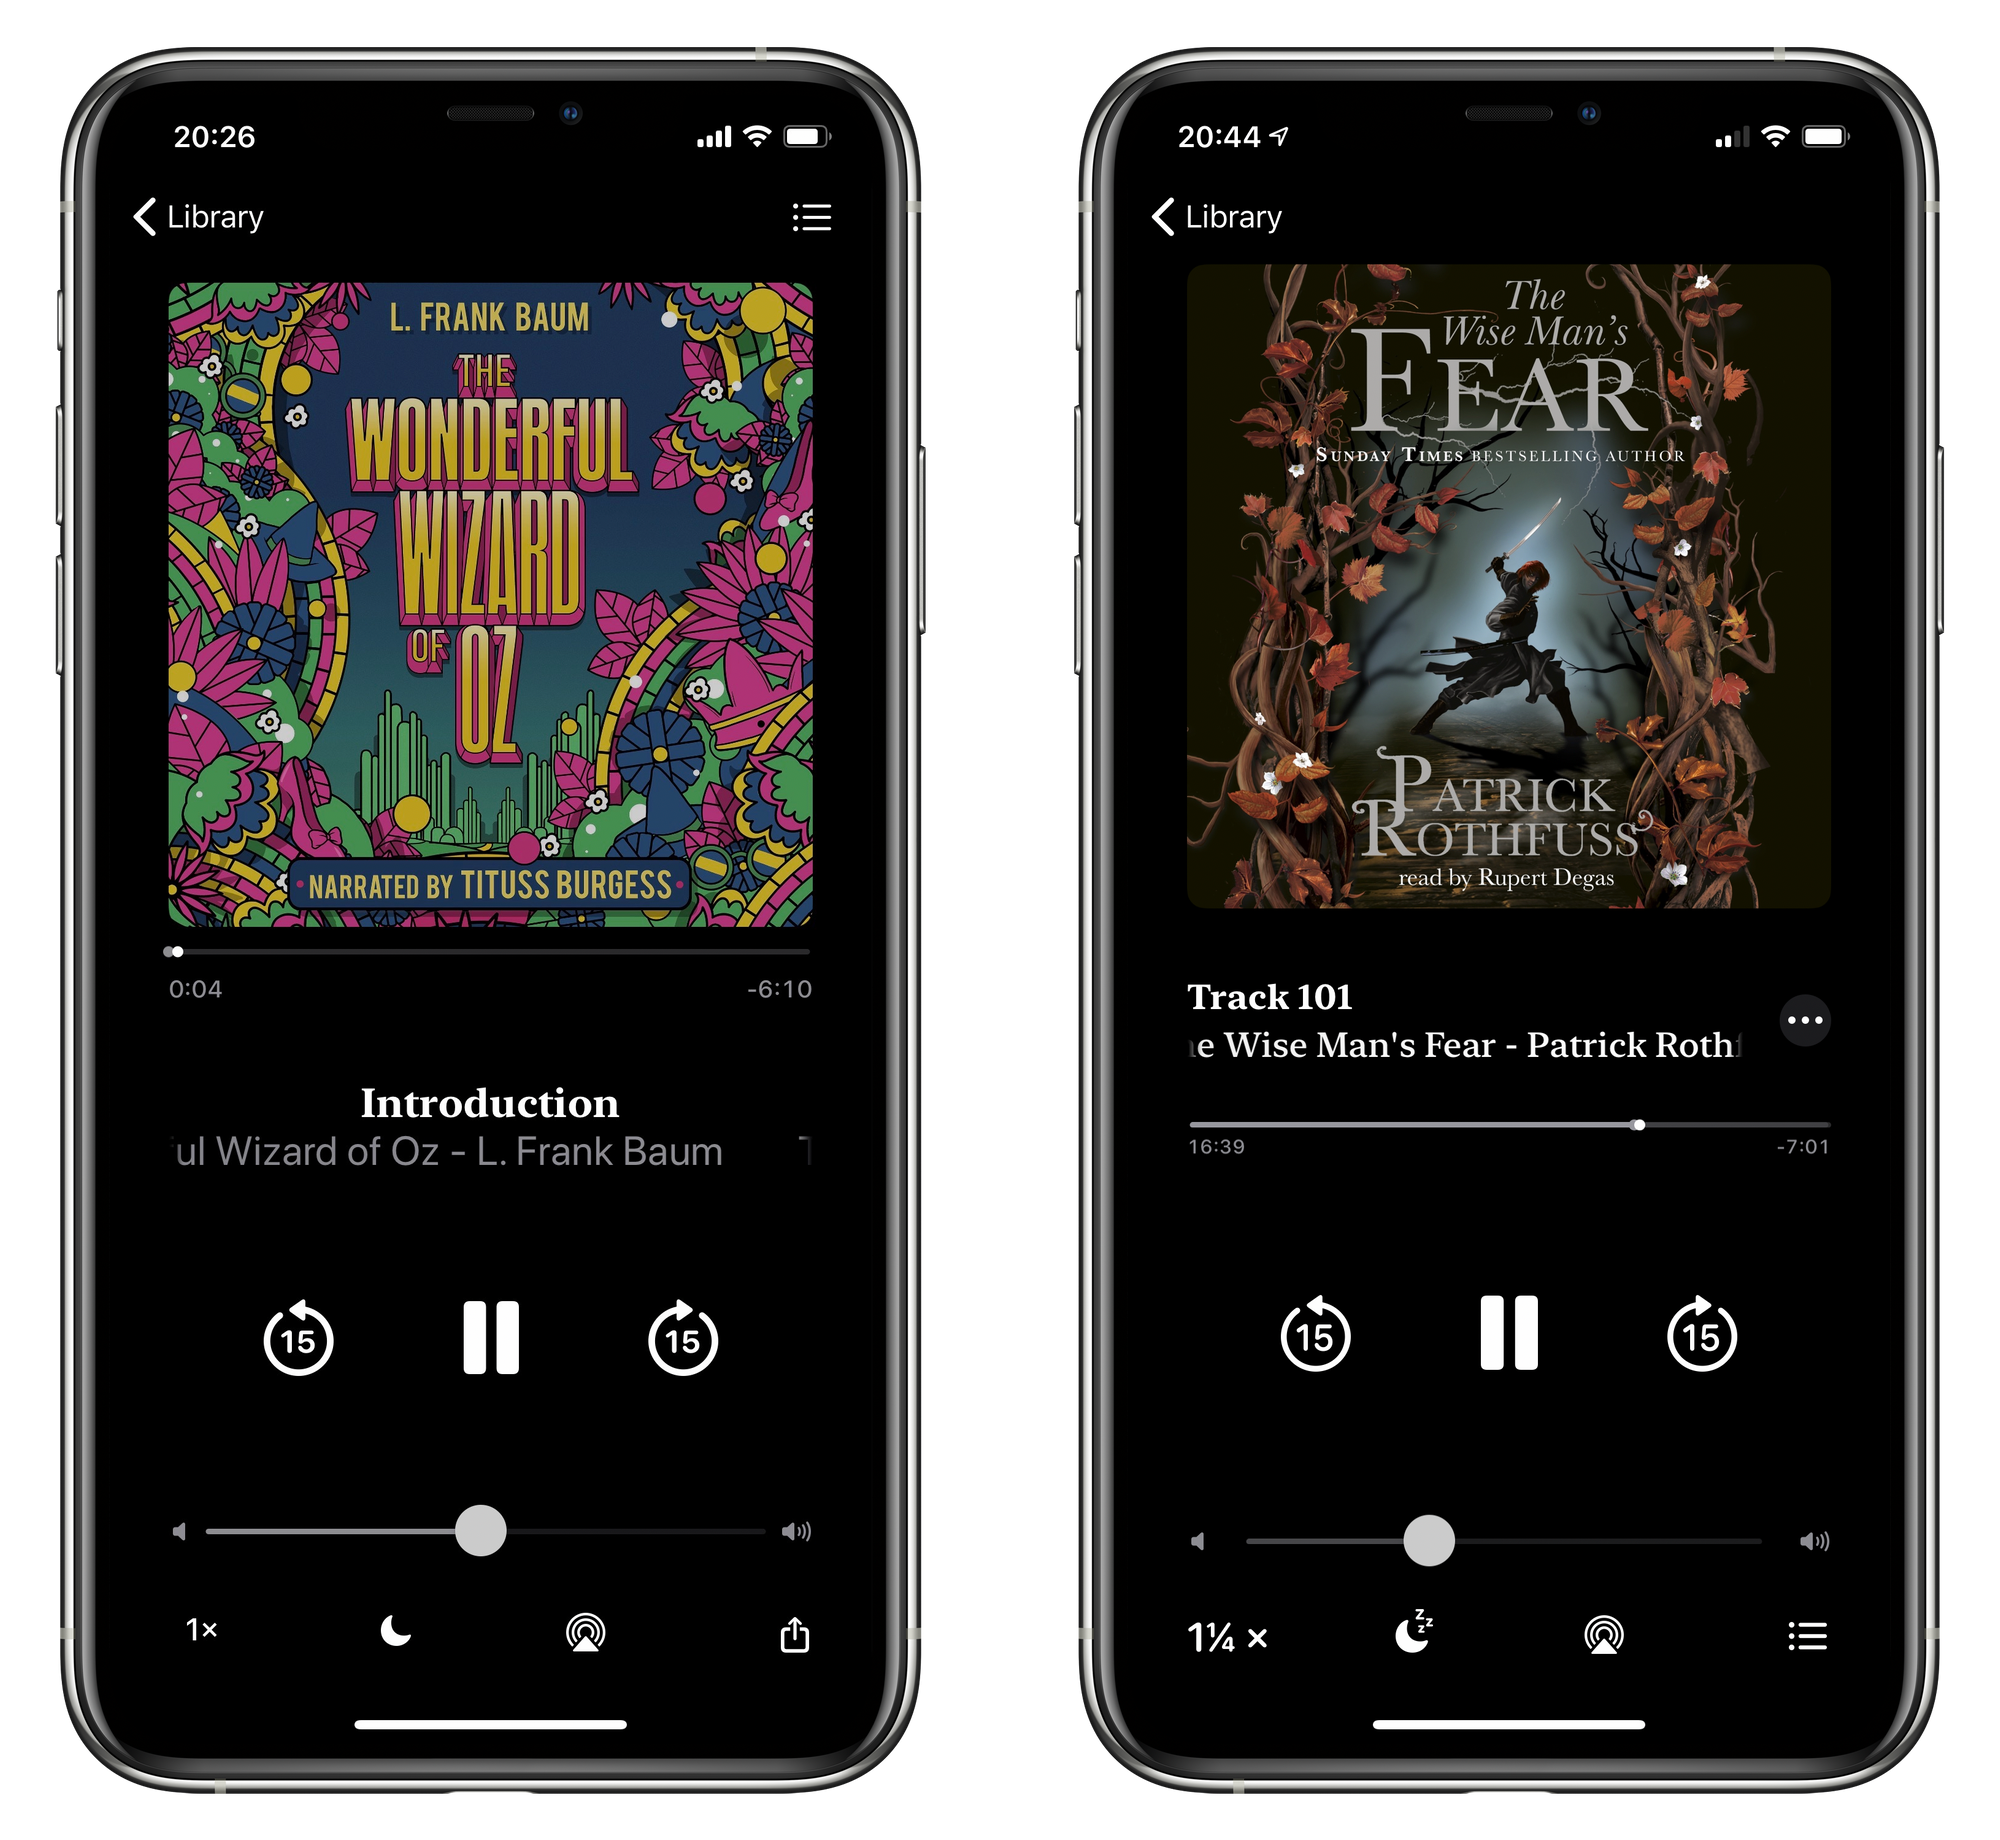 20:26
Library
L. FRANK BAUM
THE
WONDERFUL
WIZARD
OF OZ
NARRATED BY TITUSS BURGESS
0:04 -6:10
Introduction
ul Wizard of Oz - L. Frank Baum
15 15
1×
20:44
Library
The
Wise Man's
FEAR
SUNDAY TIMES BESTSELLING AUTHOR
PATRICK
ROTHFUSS
read by Rupert Degas
Track 101
e Wise Man's Fear - Patrick Roth
16:39 -7:01
15 15
1¼ ×
zzz